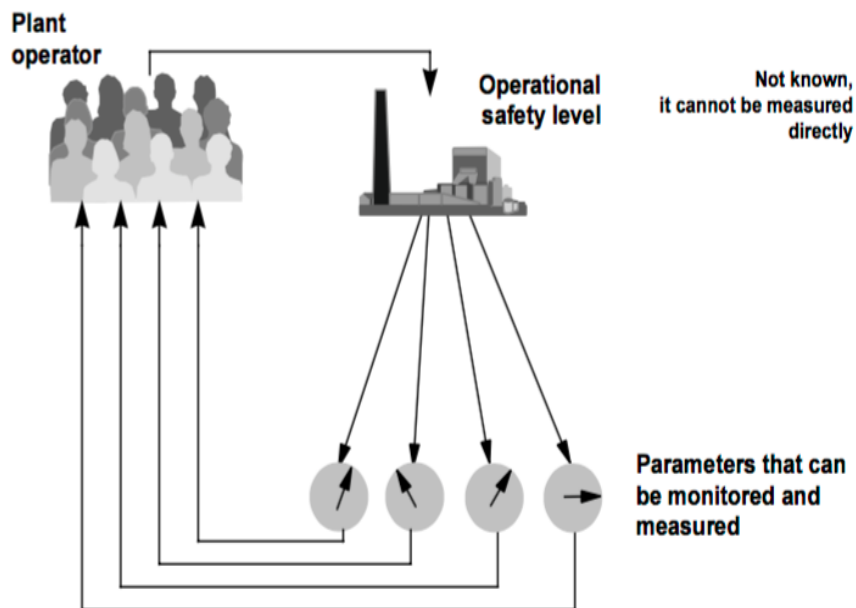 Plant
operator
Operational
safety level
Not known,
it cannot be measured
directly
Parameters that can
be monitored and
measured